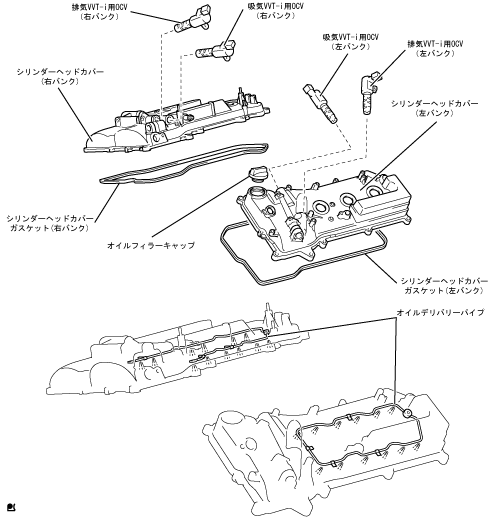 排気VVT-i用OCV
(右バンク)
吸気VVT-i用OCV
(右バンク)
吸気VVT-i用OCV
(左バンク)
排気VVT-i用OCV
(左バンク)
シリンダーヘッドカバー
(右バンク)
シリンダーヘッドカバー
(左バンク)
シリンダーヘッドカバー
ガスケット(右バンク)
オイルフィラーキャップ
シリンダーヘッドカバー
ガスケット(左バンク)
オイルデリバリーパイプ